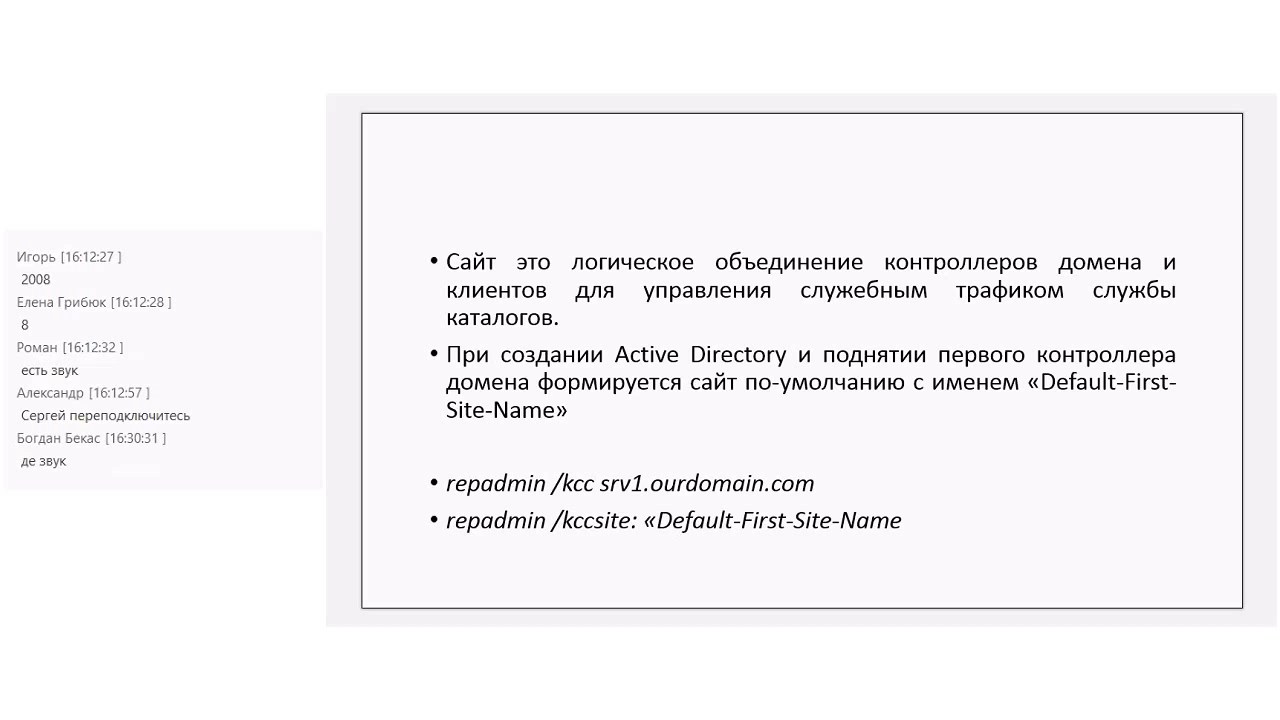 Игорь [16:12:27 ]
2008
Елена Грибюк [16:12:28 ]
8
Роман [16:12:32 ]
есть звук
Александр [16:12:57 ]
Сергей переподключитесь
Богдан Бекас [16:30:31 ]
де звук
• Сайт это логическое объединение контроллеров домена и
клиентов для управления служебным трафиком службы
каталогов.
• При создании Active Directory и поднятии первого контроллера
домена формируется сайт по-умолчанию с именем «Default-First-
Site-Name»
• repadmin /kcc srv1.ourdomain.com
• repadmin /kccsite: «Default-First-Site-Name